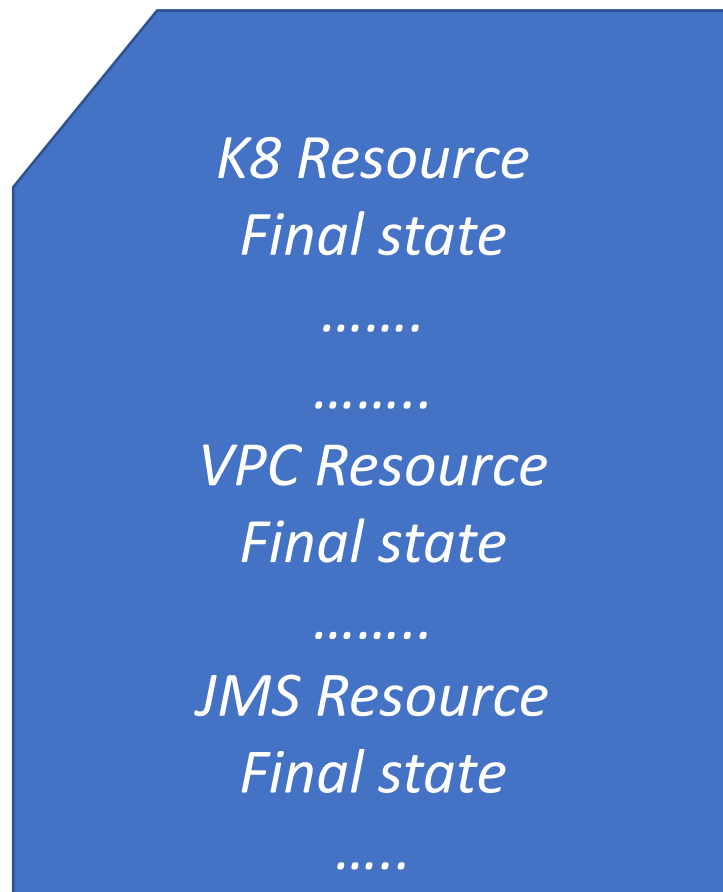 K8 Resource
Final state
…….
……..
VPC Resource
Final state
……..
JMS Resource
Final state
…..